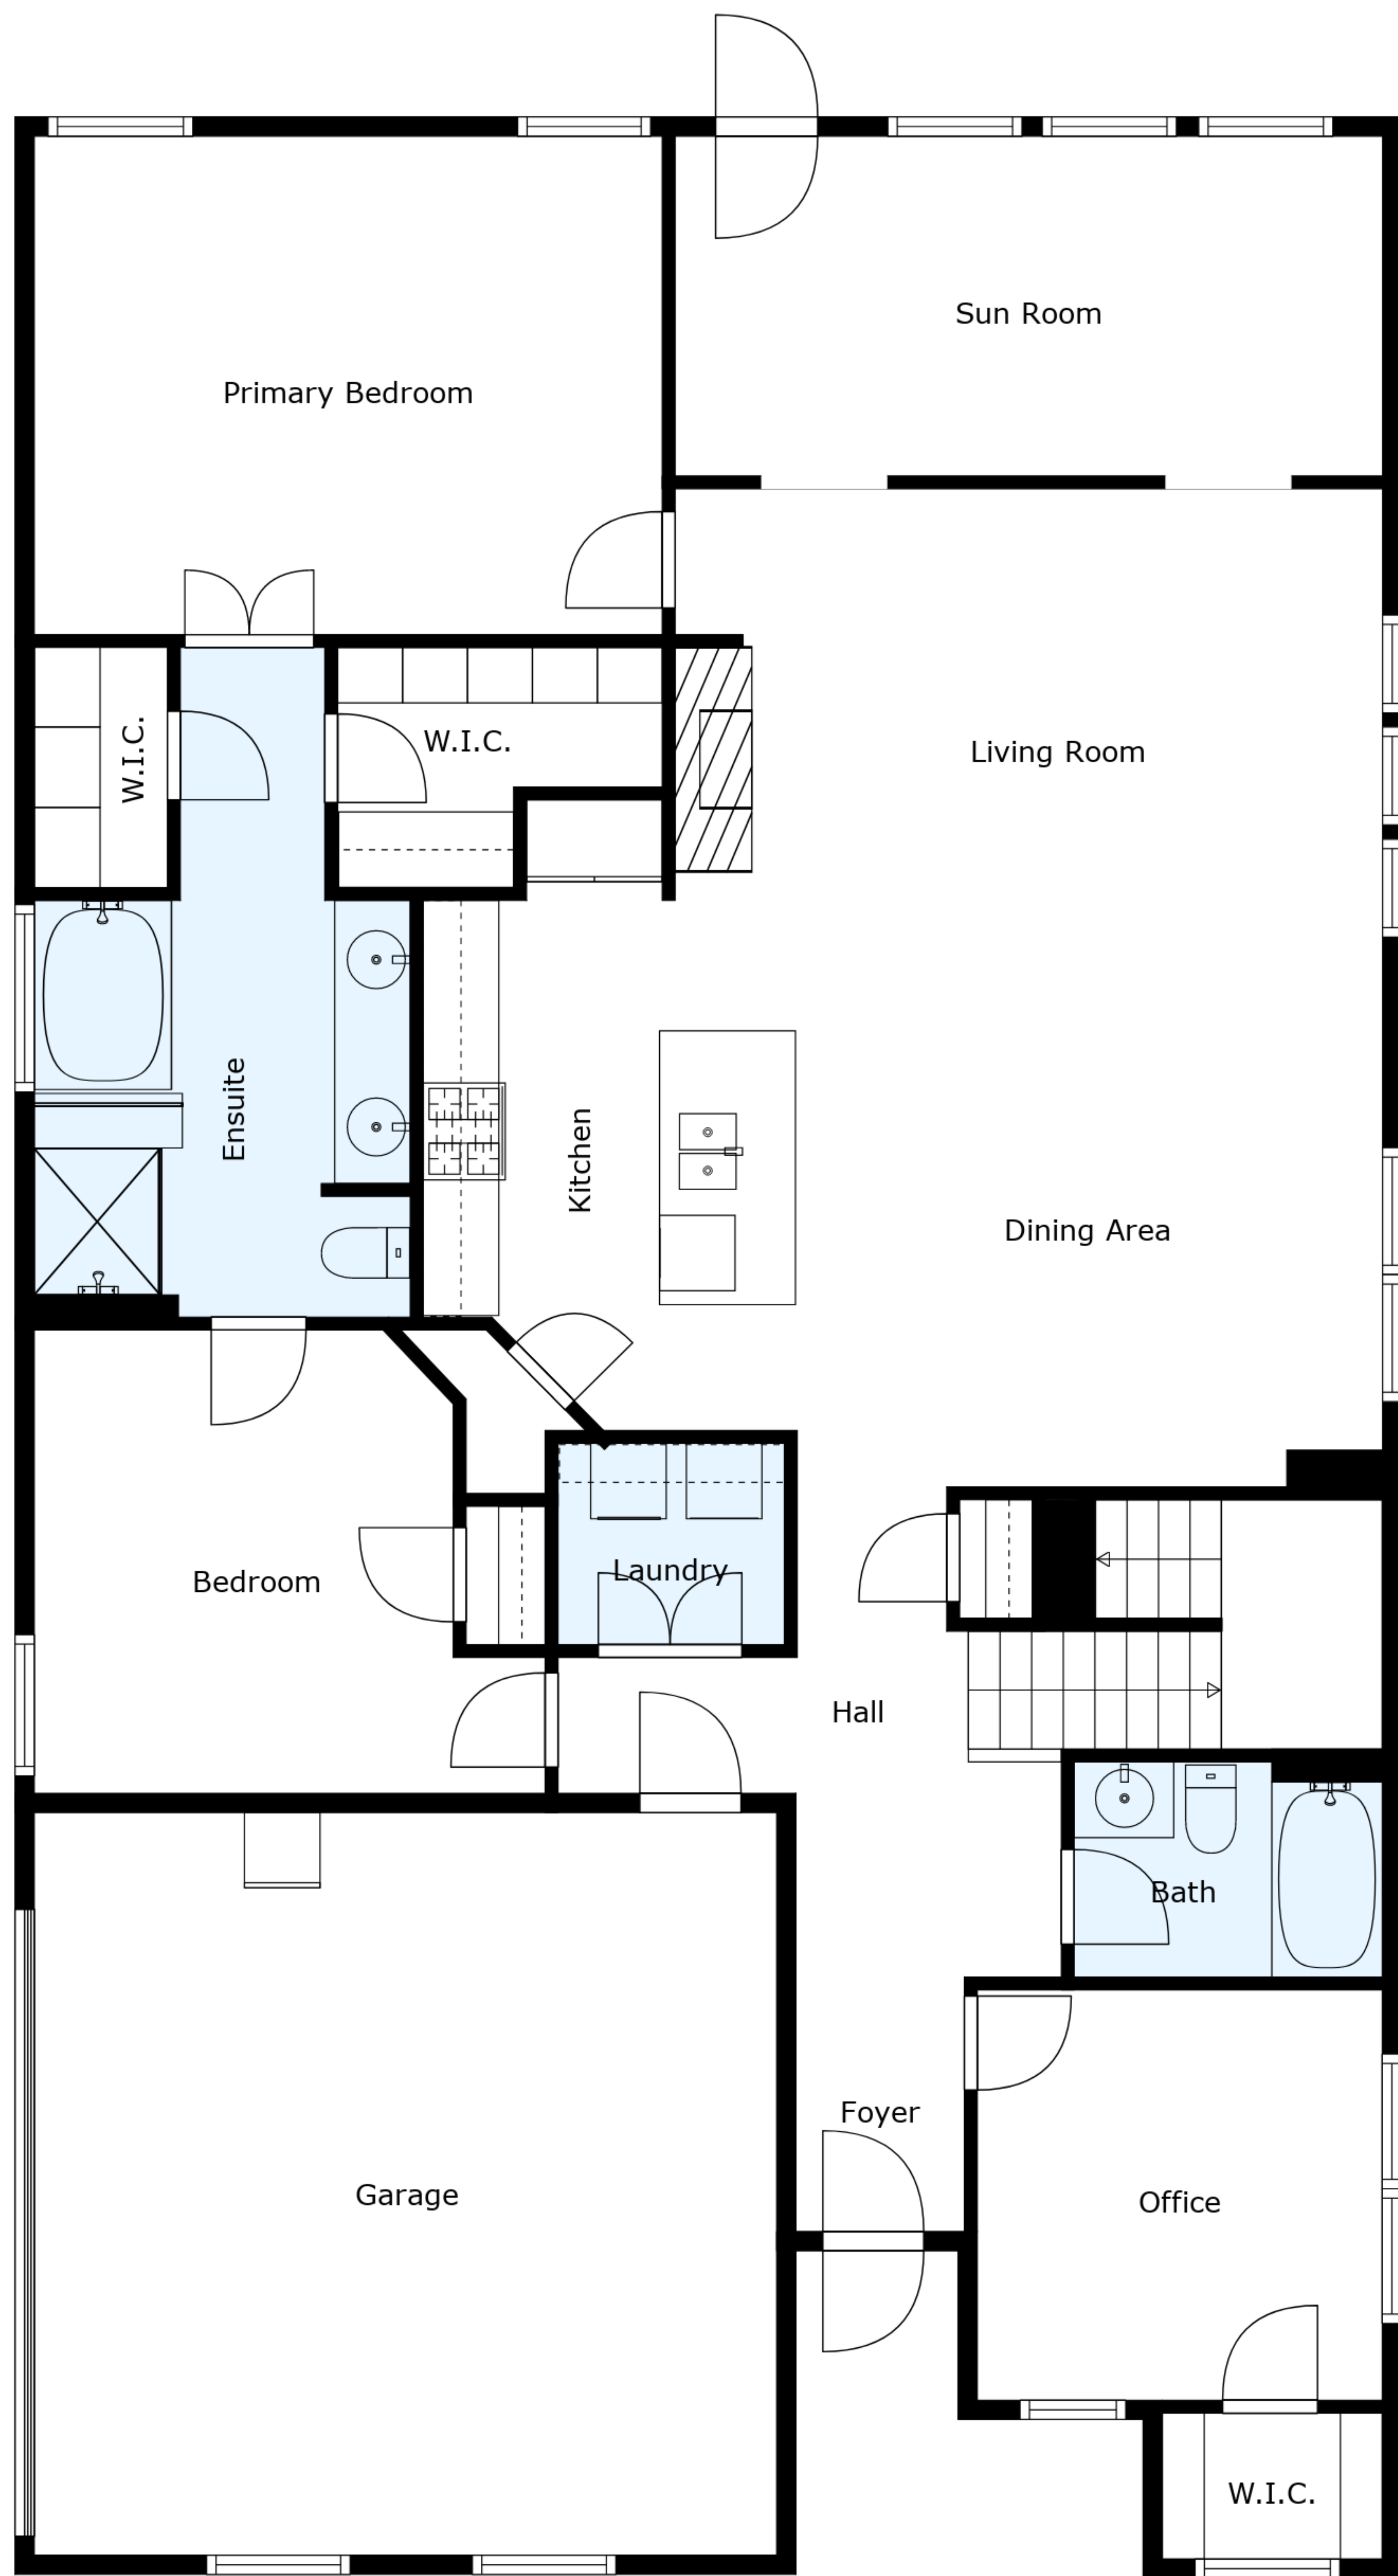 Sun Room
Primary Bedroom
W.I.C.
W.I.C.
Living Room
Ensuite
Kitchen
Dining Area
Bedroom
Laundry
Hall
Bath
Foyer
Garage
Office
W.I.C.